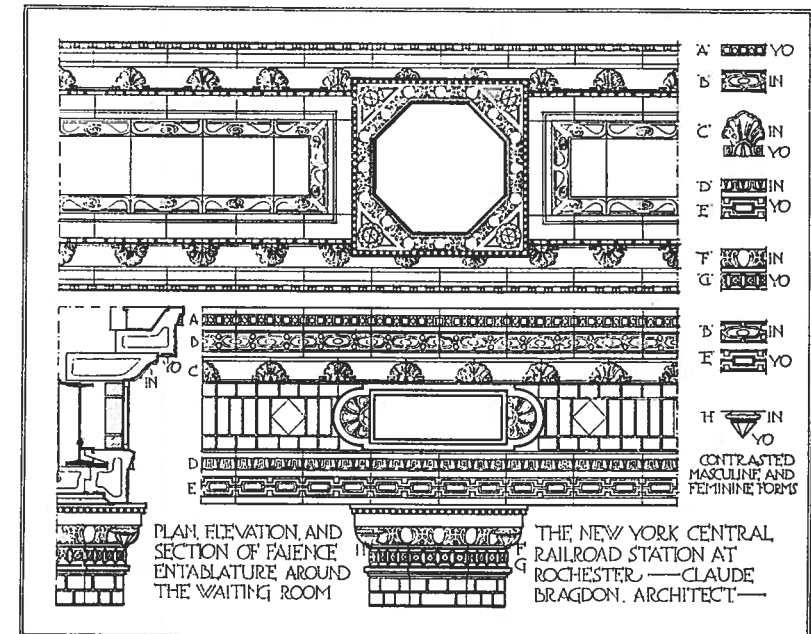 "A" YO
"B" IN
"C" IN
YO
"D" IN
"E" YO
"F" IN
"G" YO
"B" IN
"E" YO
"H" IN
YO
CONTRASTED
MASCULINE, AND
FEMININE FORMS
A
B
C
D
E
IN
YO
PLAN, ELEVATION, AND
SECTION OF FAIENCE
ENTABLATURE AROUND
THE WAITING ROOM
H
F
G
THE NEW YORK CENTRAL
RAILROAD STATION AT
ROCHESTER — CLAUDE
BRAGDON. ARCHITECT —